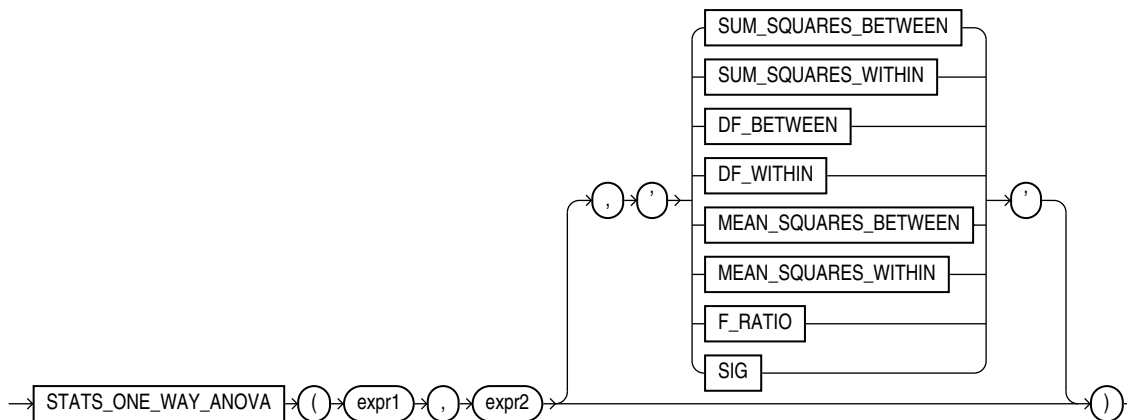 SUM_SQUARES_BETWEEN
SUM_SQUARES_WITHIN
DF_BETWEEN
DF_WITHIN
, ' '
MEAN_SQUARES_BETWEEN
MEAN_SQUARES_WITHIN
F_RATIO
SIG
STATS_ONE_WAY_ANOVA ( expr1 , expr2 )